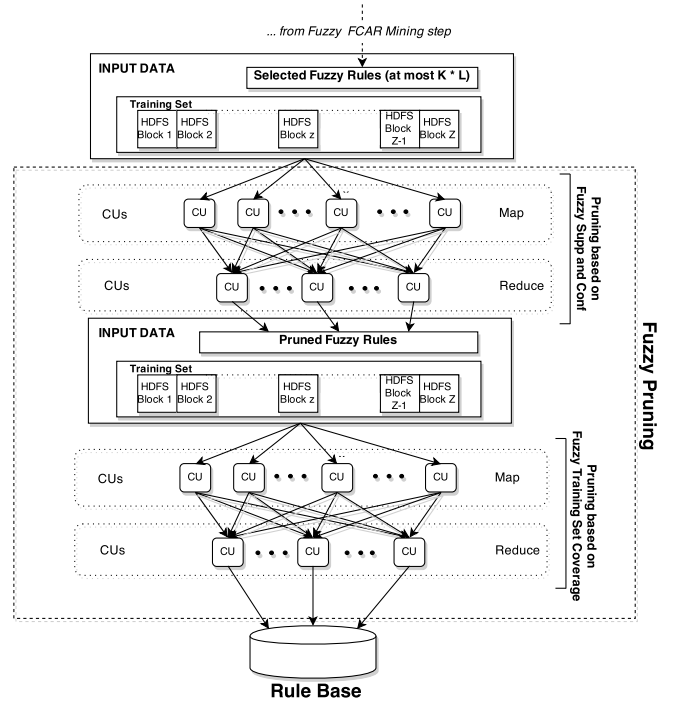 ... from Fuzzy FCAR Mining step
INPUT DATA
Selected Fuzzy Rules (at most K * L)
Training Set
HDFS Block 1
HDFS Block 2
HDFS Block z
HDFS Block Z-1
HDFS Block Z
CUs
CU
CU
CU
CU
Map
CUs
CU
CU
CU
Reduce
Pruning based on
Fuzzy Supp and Conf
INPUT DATA
Pruned Fuzzy Rules
Training Set
HDFS Block 1
HDFS Block 2
HDFS Block z
HDFS Block Z-1
HDFS Block Z
Fuzzy Pruning
CUs
CU
CU
CU
CU
Map
CUs
CU
CU
CU
Reduce
Pruning based on
Fuzzy Training Set Coverage
Rule Base